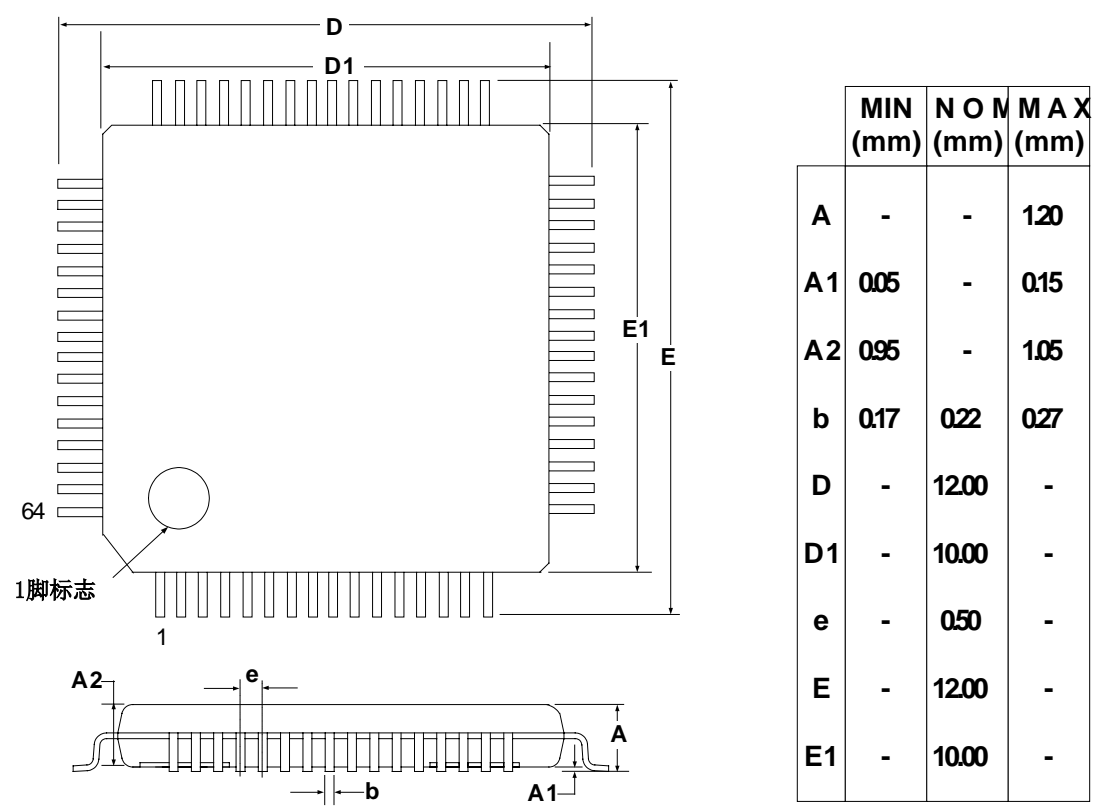 D
D1
E1
E
64
1脚标志
1
A2
e
A
b
A1
MIN N O M M A X
(mm) (mm) (mm)
A - - 1.20
A1 0.05 - 0.15
A2 0.95 - 1.05
b 0.17 0.22 0.27
D - 12.00 -
D1 - 10.00 -
e - 0.50 -
E - 12.00 -
E1 - 10.00 -